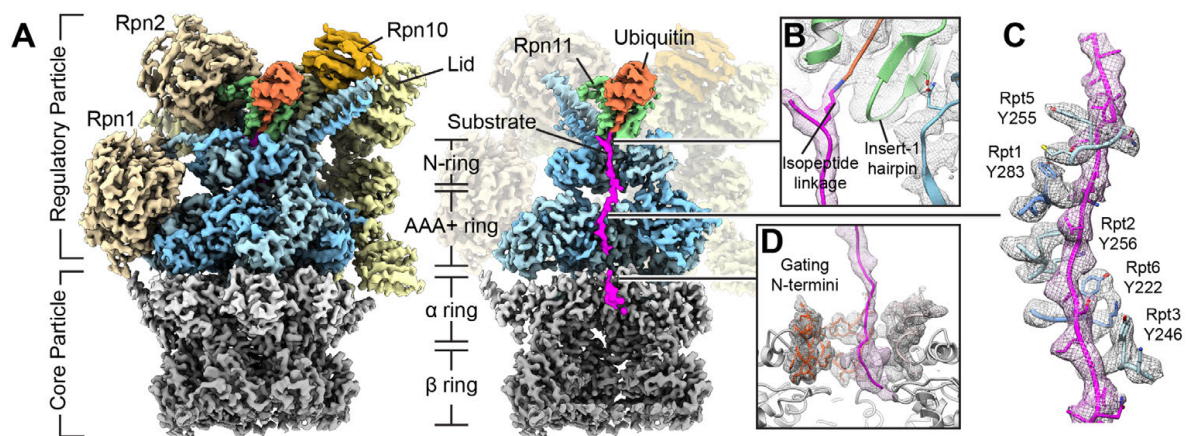 A
Regulatory Particle
Core Particle
Rpn2
Rpn10
Lid
Rpn1
Rpn11
Ubiquitin
Substrate
N-ring
AAA+ ring
α ring
β ring
B
Isopeptide
linkage
Insert-1
hairpin
C
Rpt5
Y255
Rpt1
Y283
Rpt2
Y256
Rpt6
Y222
Rpt3
Y246
D
Gating
N-termini